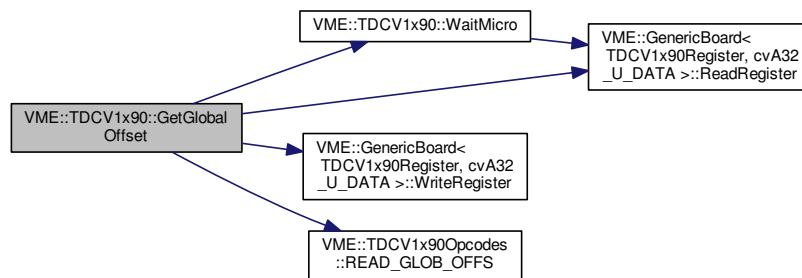 VME::TDCV1x90::WaitMicro
VME::GenericBoard<
TDCV1x90Register, cvA32
_U_DATA >::ReadRegister
VME::TDCV1x90::GetGlobal
Offset
VME::GenericBoard<
TDCV1x90Register, cvA32
_U_DATA >::WriteRegister
VME::TDCV1x90Opcodes
::READ_GLOB_OFFS